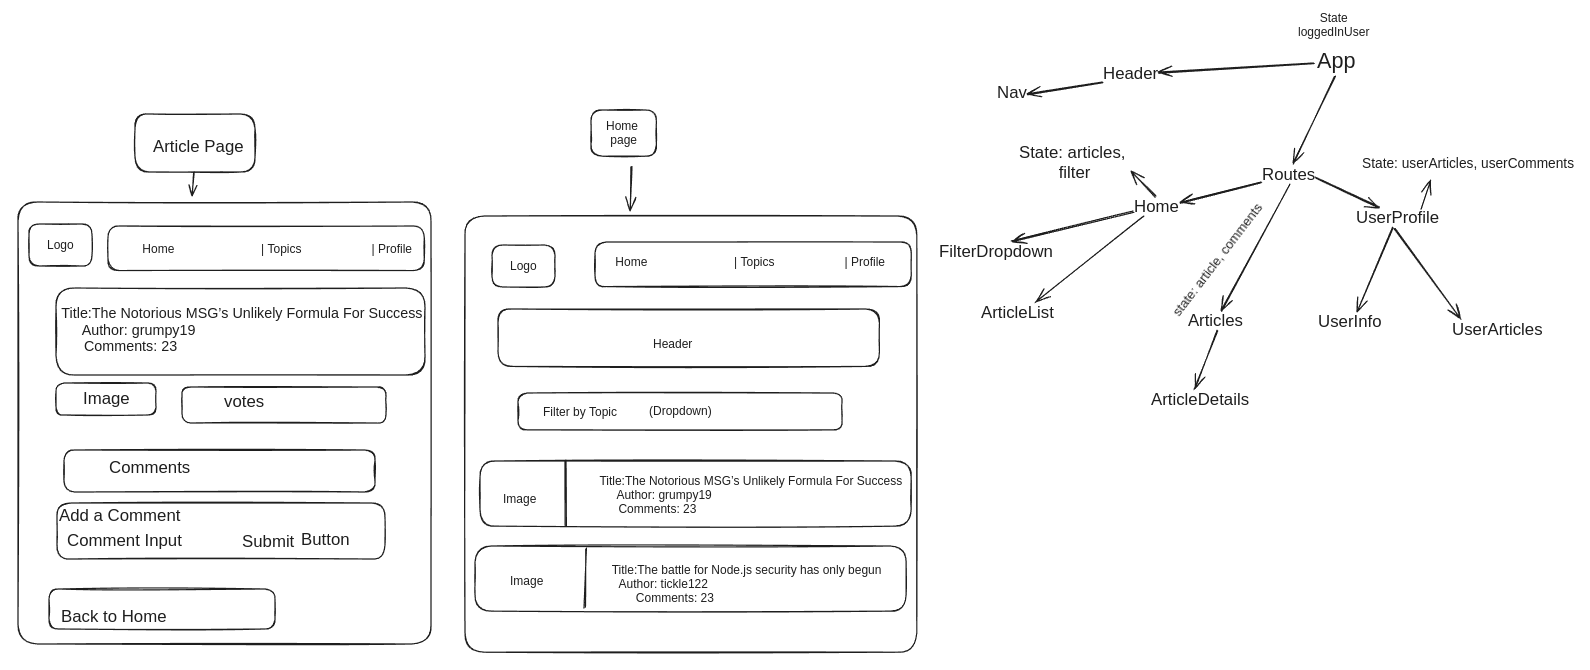 Article Page
Logo
Home | Topics | Profile
Title:The Notorious MSG’s Unlikely Formula For Success
Author: grumpy19
Comments: 23
Image
votes
Comments
Add a Comment
Comment Input Submit Button
Back to Home
Home
page
Logo
Home | Topics | Profile
Header
Filter by Topic (Dropdown)
Image
Title:The Notorious MSG’s Unlikely Formula For Success
Author: grumpy19
Comments: 23
Image
Title:The battle for Node.js security has only begun
Author: tickle122
Comments: 23
State
loggedInUser
App
Header
Nav
State: articles,
filter
Routes
State: userArticles, userComments
Home
UserProfile
FilterDropdown
state: article, comments
ArticleList
Articles
UserInfo
UserArticles
ArticleDetails